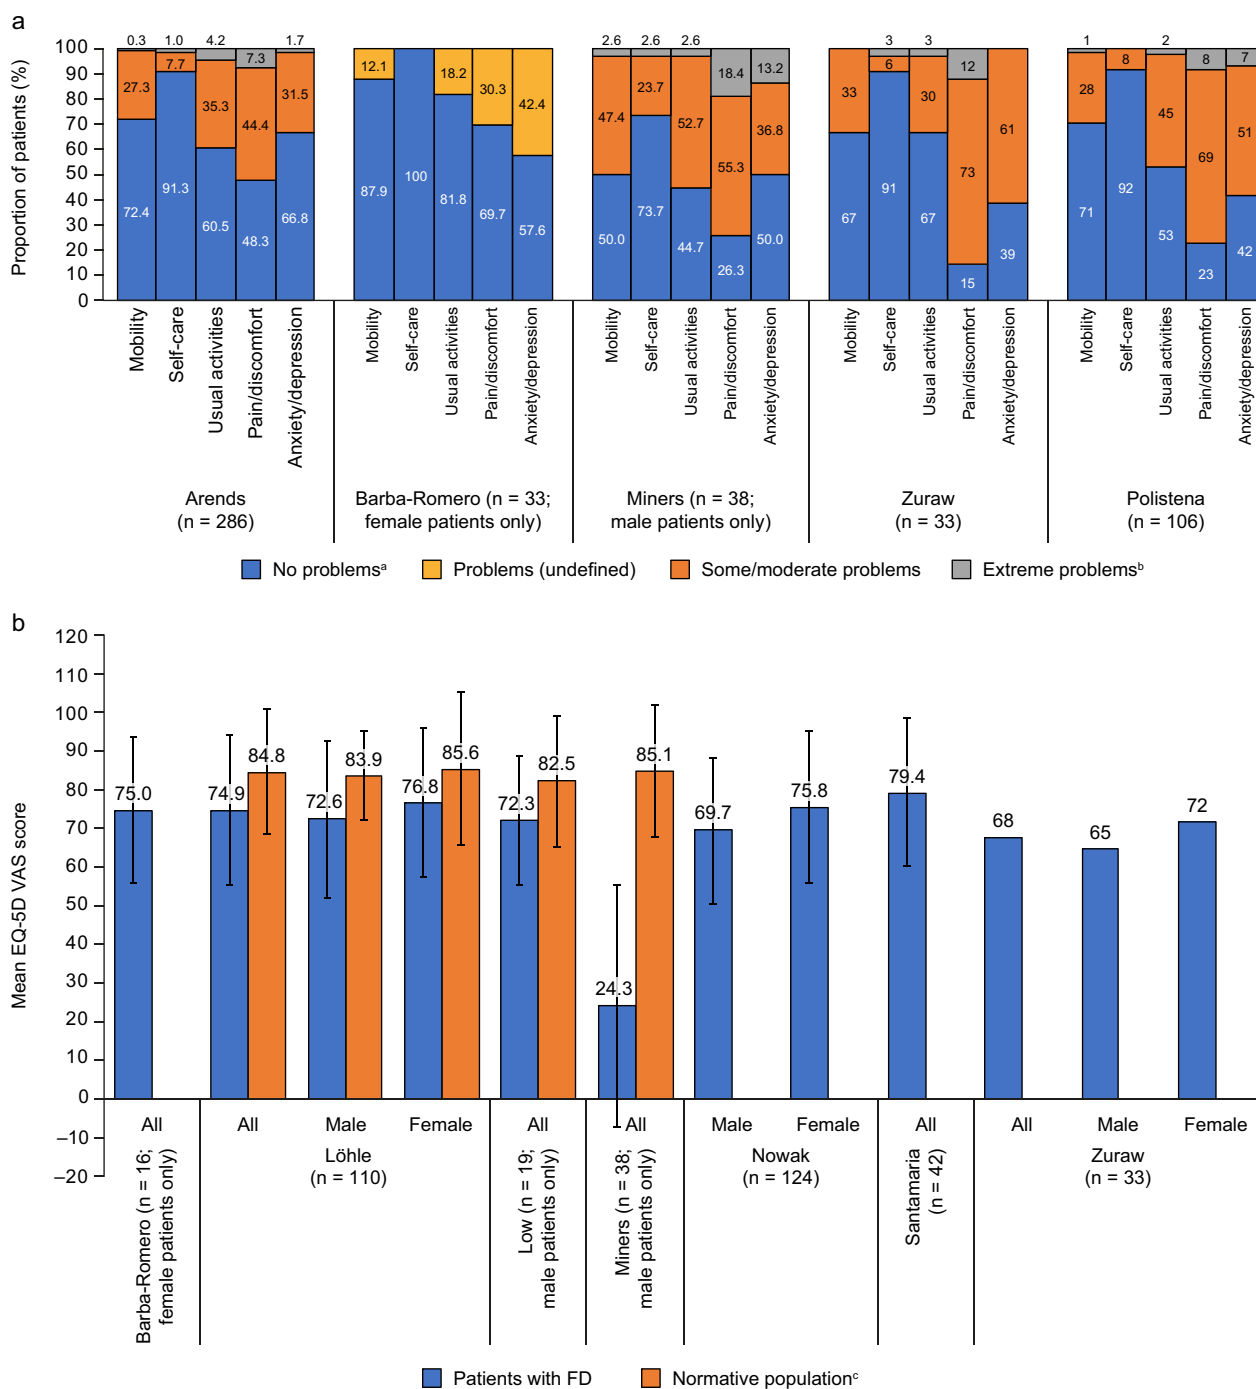 a
Proportion of patients (%)
100
90
80
70
60
50
40
30
20
10
0
0.3 1.0 4.2 7.3 1.7
27.3 7.7 35.3 44.4 31.5
72.4 91.3 60.5 48.3 66.8
12.1 18.2 30.3 42.4
87.9 100 81.8 69.7 57.6
2.6 2.6 2.6 18.4 13.2
47.4 23.7 52.7 55.3 36.8
50.0 73.7 44.7 26.3 50.0
3 3 12
33 6 30 73 61
67 91 67 15 39
1 2 8 7
28 8 45 69 51
71 92 53 23 42
Mobility
Self-care
Usual activities
Pain/discomfort
Anxiety/depression
Mobility
Self-care
Usual activities
Pain/discomfort
Anxiety/depression
Mobility
Self-care
Usual activities
Pain/discomfort
Anxiety/depression
Mobility
Self-care
Usual activities
Pain/discomfort
Anxiety/depression
Mobility
Self-care
Usual activities
Pain/discomfort
Anxiety/depression
Arends
(n = 286)
Barba-Romero (n = 33;
female patients only)
Miners (n = 38;
male patients only)
Zuraw
(n = 33)
Polistena
(n = 106)
No problemsᵃ Problems (undefined) Some/moderate problems Extreme problemsᵇ
b
Mean EQ-5D VAS score
120
110
100
90
80
70
60
50
40
30
20
10
0
–10
–20
75.0
74.9
84.8
72.6
83.9
76.8
85.6
72.3
82.5
24.3
85.1
69.7
75.8
79.4
68
65
72
All All Male Female All All Male Female All All Male Female
Barba-Romero (n = 16;
female patients only)
Löhle
(n = 110)
Low (n = 19;
male patients only)
Miners (n = 38;
male patients only)
Nowak
(n = 124)
Santamaria
(n = 42)
Zuraw
(n = 33)
Patients with FD Normative populationᶜ